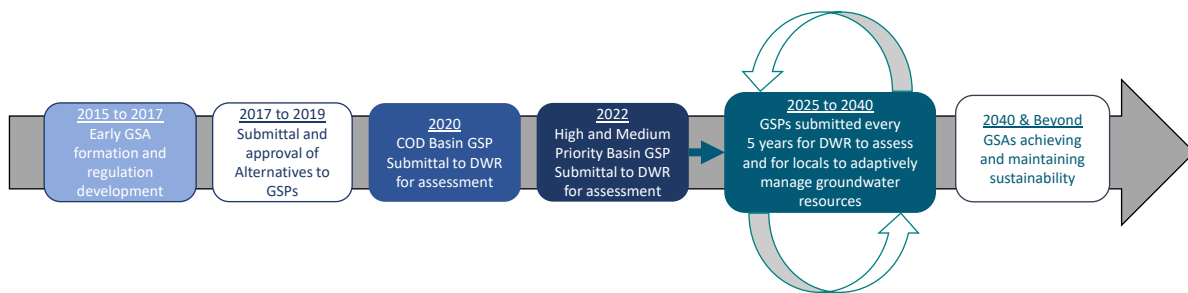 2015 to 2017
Early GSA
formation and
regulation
development
2017 to 2019
Submittal and
approval of
Alternatives to
GSPs
2020
COD Basin GSP
Submittal to DWR
for assessment
2022
High and Medium
Priority Basin GSP
Submittal to DWR
for assessment
2025 to 2040
GSPs submitted every
5 years for DWR to assess
and for locals to adaptively
manage groundwater
resources
2040 & Beyond
GSAs achieving
and maintaining
sustainability